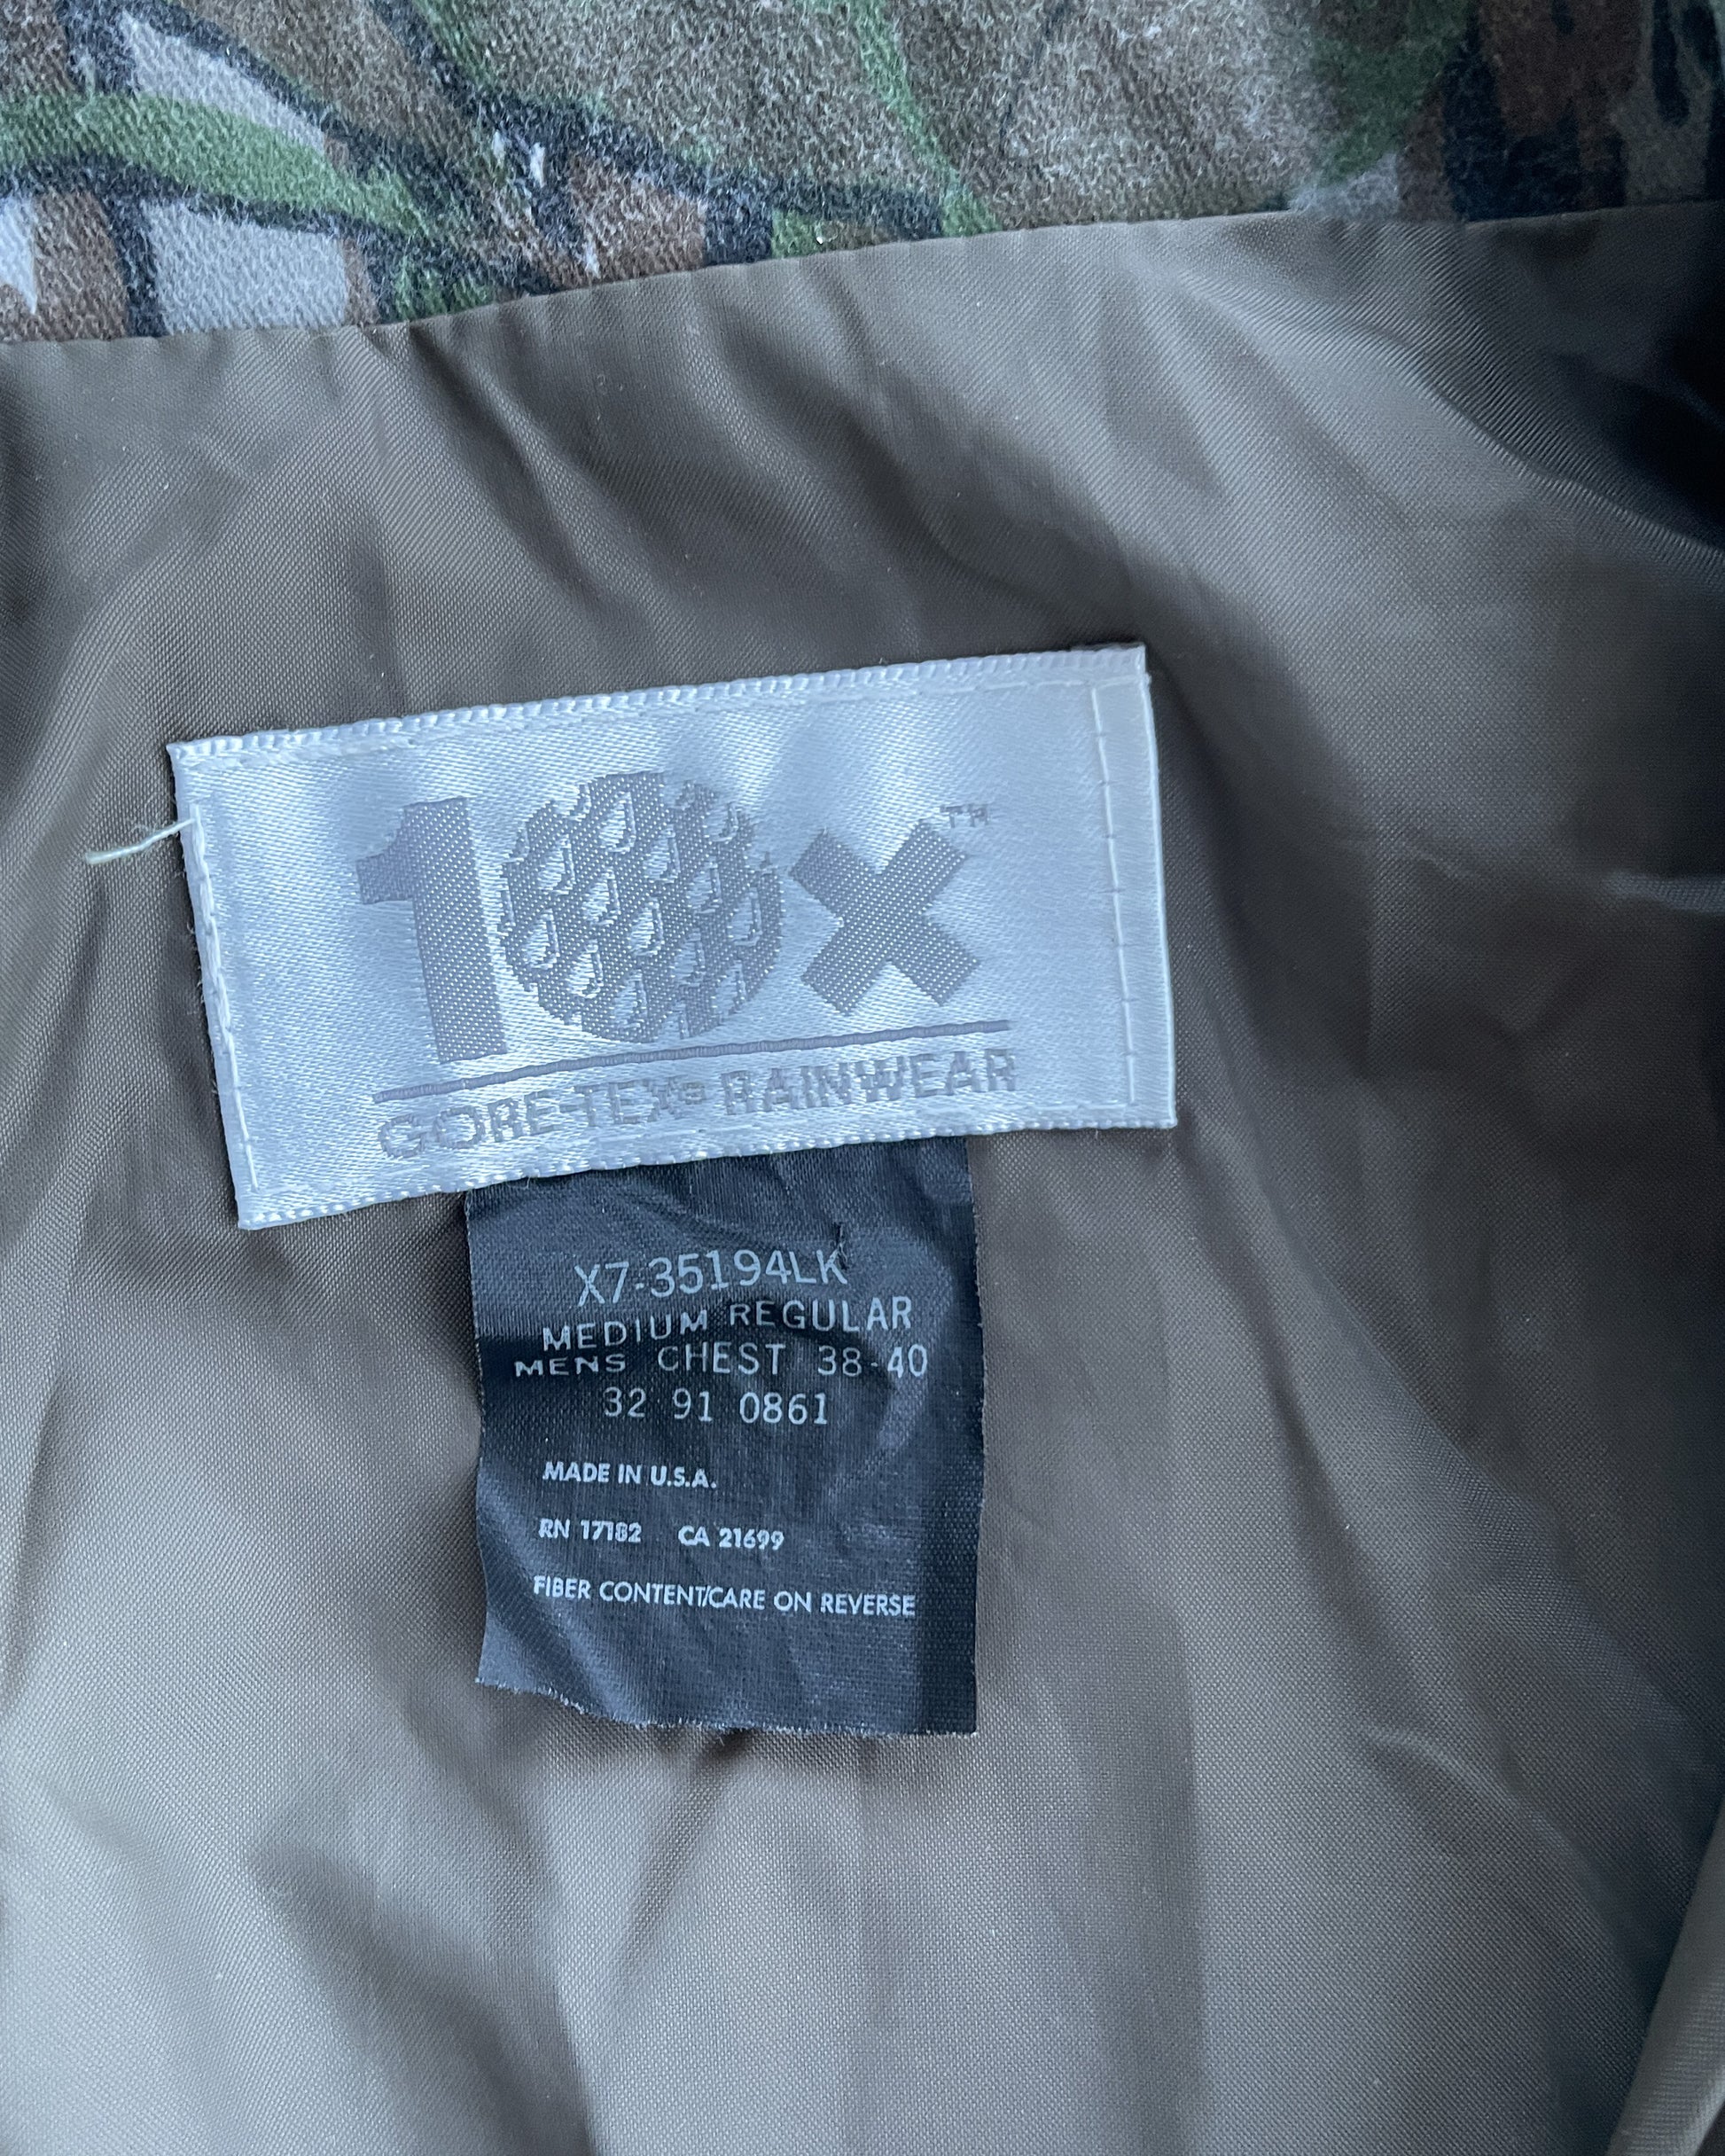 10X™
GORE-TEX® RAINWEAR
X7-35194LK
MEDIUM REGULAR
MENS CHEST 38-40
32 91 0861
MADE IN U.S.A.
RN 17182 CA 21699
FIBER CONTENT/CARE ON REVERSE